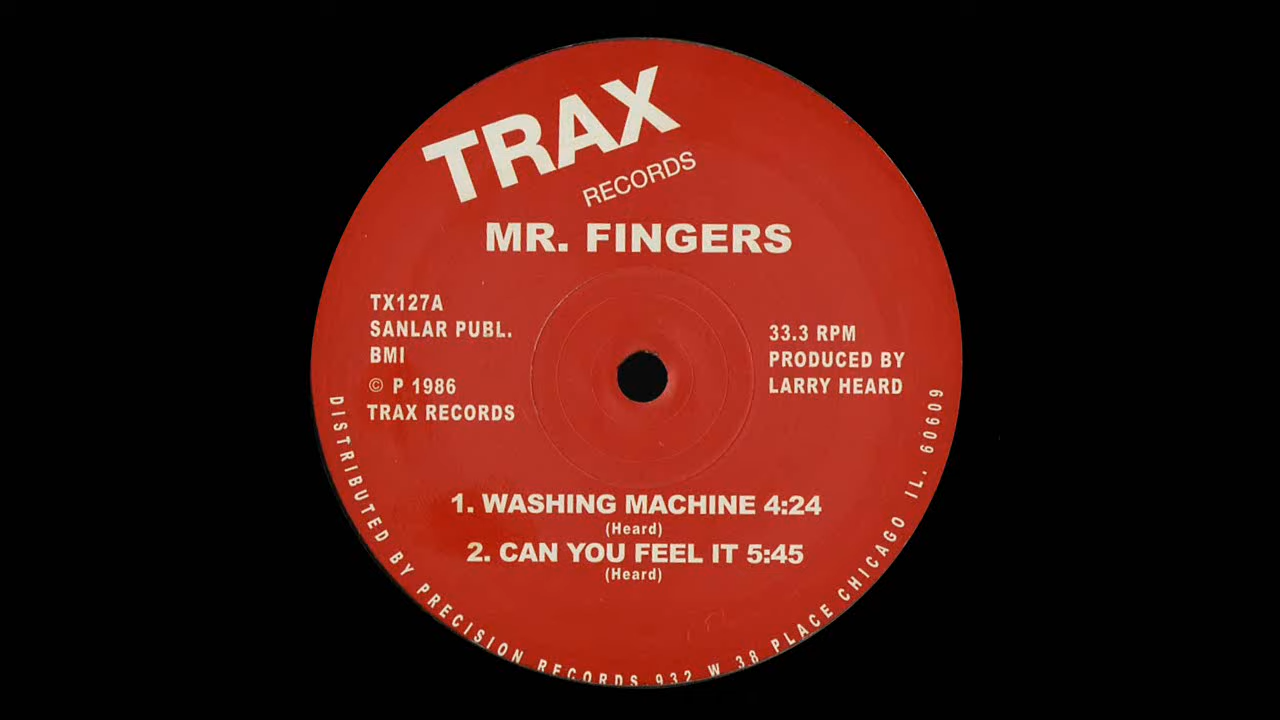 TRAX
RECORDS
MR. FINGERS
TX127A
SANLAR PUBL.
BMI
© P 1986
TRAX RECORDS
33.3 RPM
PRODUCED BY
LARRY HEARD
1. WASHING MACHINE 4:24
(Heard)
2. CAN YOU FEEL IT 5:45
(Heard)
DISTRIBUTED BY PRECISION RECORDS 932 W 38 PLACE CHICAGO IL. 60609